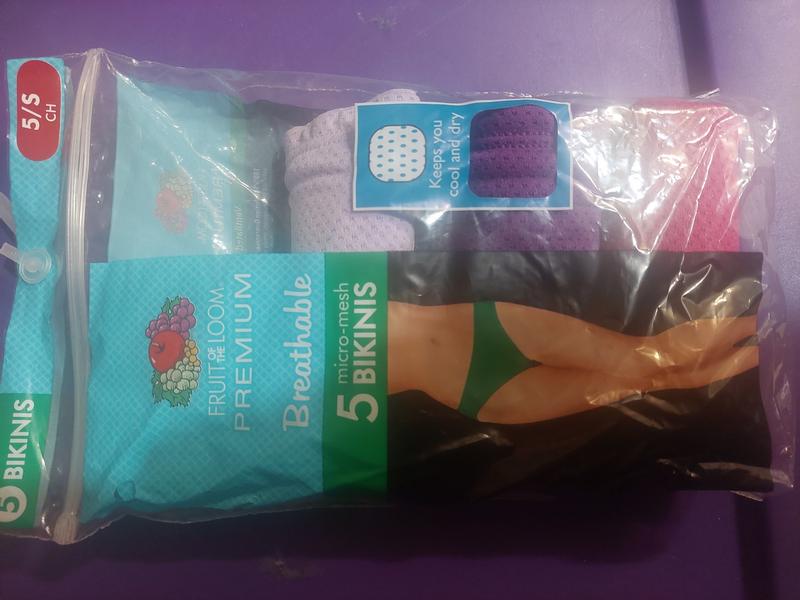 5/S
CH
5 BIKINIS
Keeps you
cool and dry
FRUIT OF THE LOOM
PREMIUM
Breathable
micro-mesh
5 BIKINIS